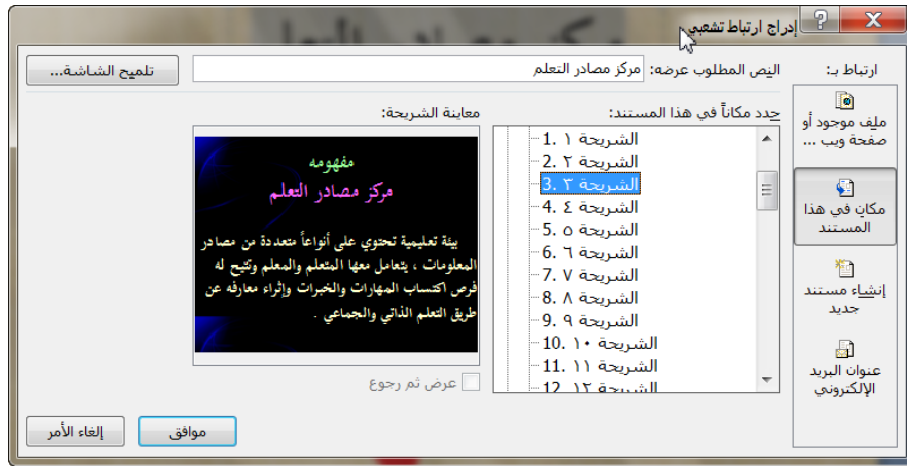 إدراج ارتباط تشعبي
ارتباط بـ:
النص المطلوب عرضه: مركز مصادر التعلم
تلميح الشاشة...
ملف موجود أو
صفحة ويب ...
مكان في هذا
المستند
إنشاء مستند
جديد
عنوان البريد
الإلكتروني
حدد مكاناً في هذا المستند:
1. الشريحة ١
2. الشريحة ٢
3. الشريحة ٣
4. الشريحة ٤
5. الشريحة ٥
6. الشريحة ٦
7. الشريحة ٧
8. الشريحة ٨
9. الشريحة ٩
10. الشريحة ١٠
11. الشريحة ١١
12. الشريحة ١٢
معاينة الشريحة:
مفهومه
مركز مصادر التعلم
بيئة تعليمية تحتوي على أنواعاً متعددة من مصادر
المعلومات ، يتعامل معها المتعلم والمعلم وتتيح له
فرص اكتساب المهارات والخبرات وإثراء معارفه عن
طريق التعلم الذاتي والجماعي .
عرض ثم رجوع
موافق
إلغاء الأمر